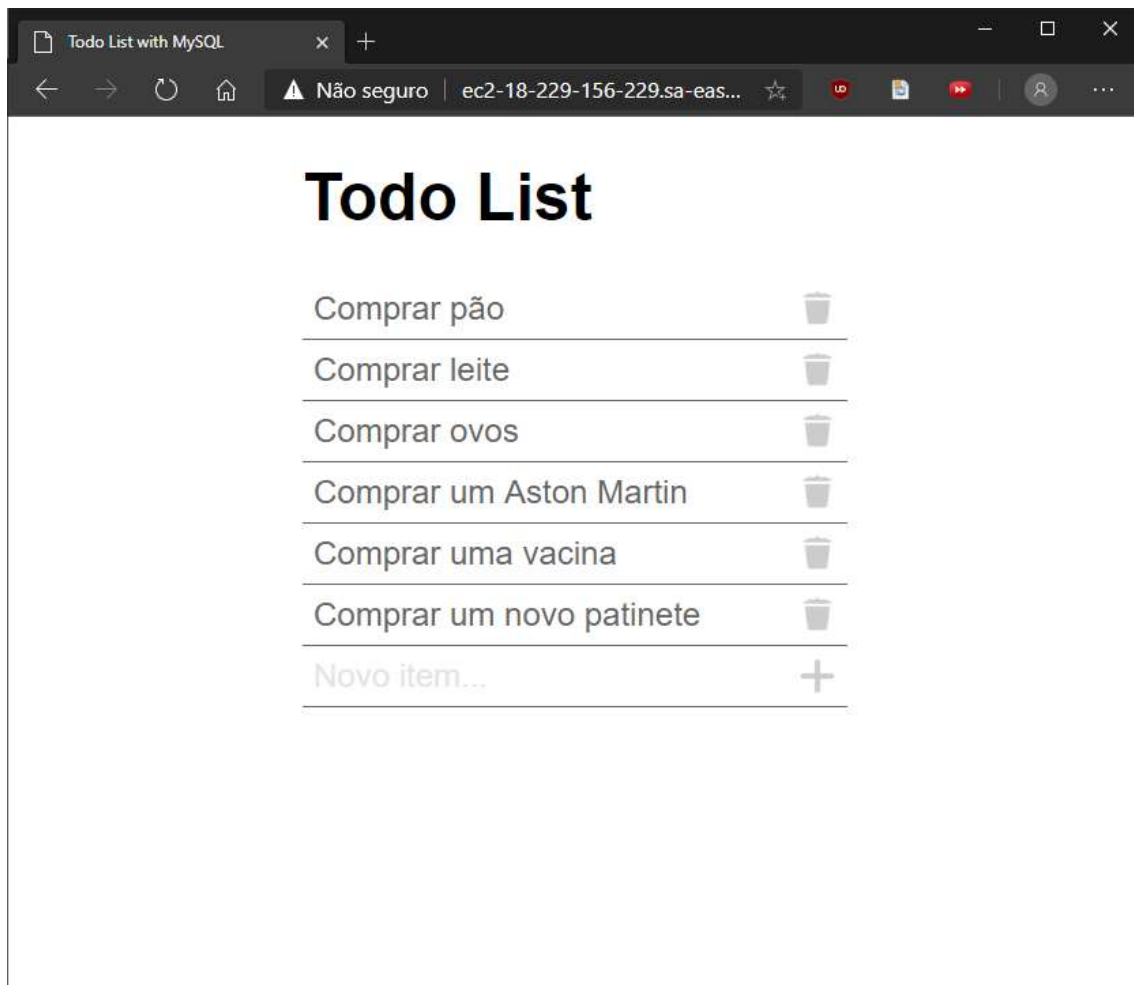 Todo List with MySQL
Não seguro ec2-18-229-156-229.sa-eas...
Todo List
Comprar pão
Comprar leite
Comprar ovos
Comprar um Aston Martin
Comprar uma vacina
Comprar um novo patinete
Novo item...